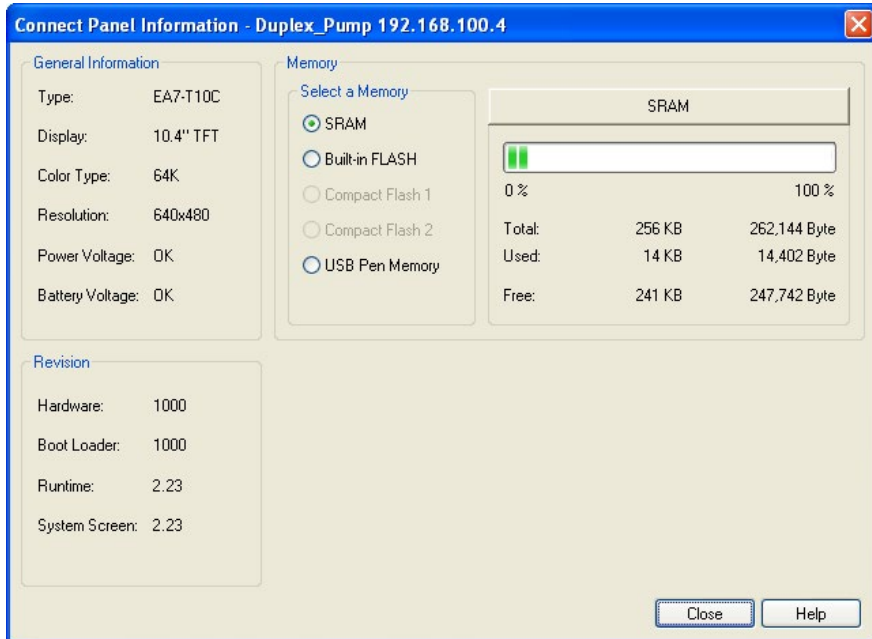 Connect Panel Information - Duplex_Pump 192.168.100.4
General Information
Type: EA7-T10C
Display: 10.4" TFT
Color Type: 64K
Resolution: 640x480
Power Voltage: OK
Battery Voltage: OK
Memory
Select a Memory
SRAM
Built-in FLASH
Compact Flash 1
Compact Flash 2
USB Pen Memory
SRAM
0 % 100 %
Total: 256 KB 262,144 Byte
Used: 14 KB 14,402 Byte
Free: 241 KB 247,742 Byte
Revision
Hardware: 1000
Boot Loader: 1000
Runtime: 2.23
System Screen: 2.23
Close Help